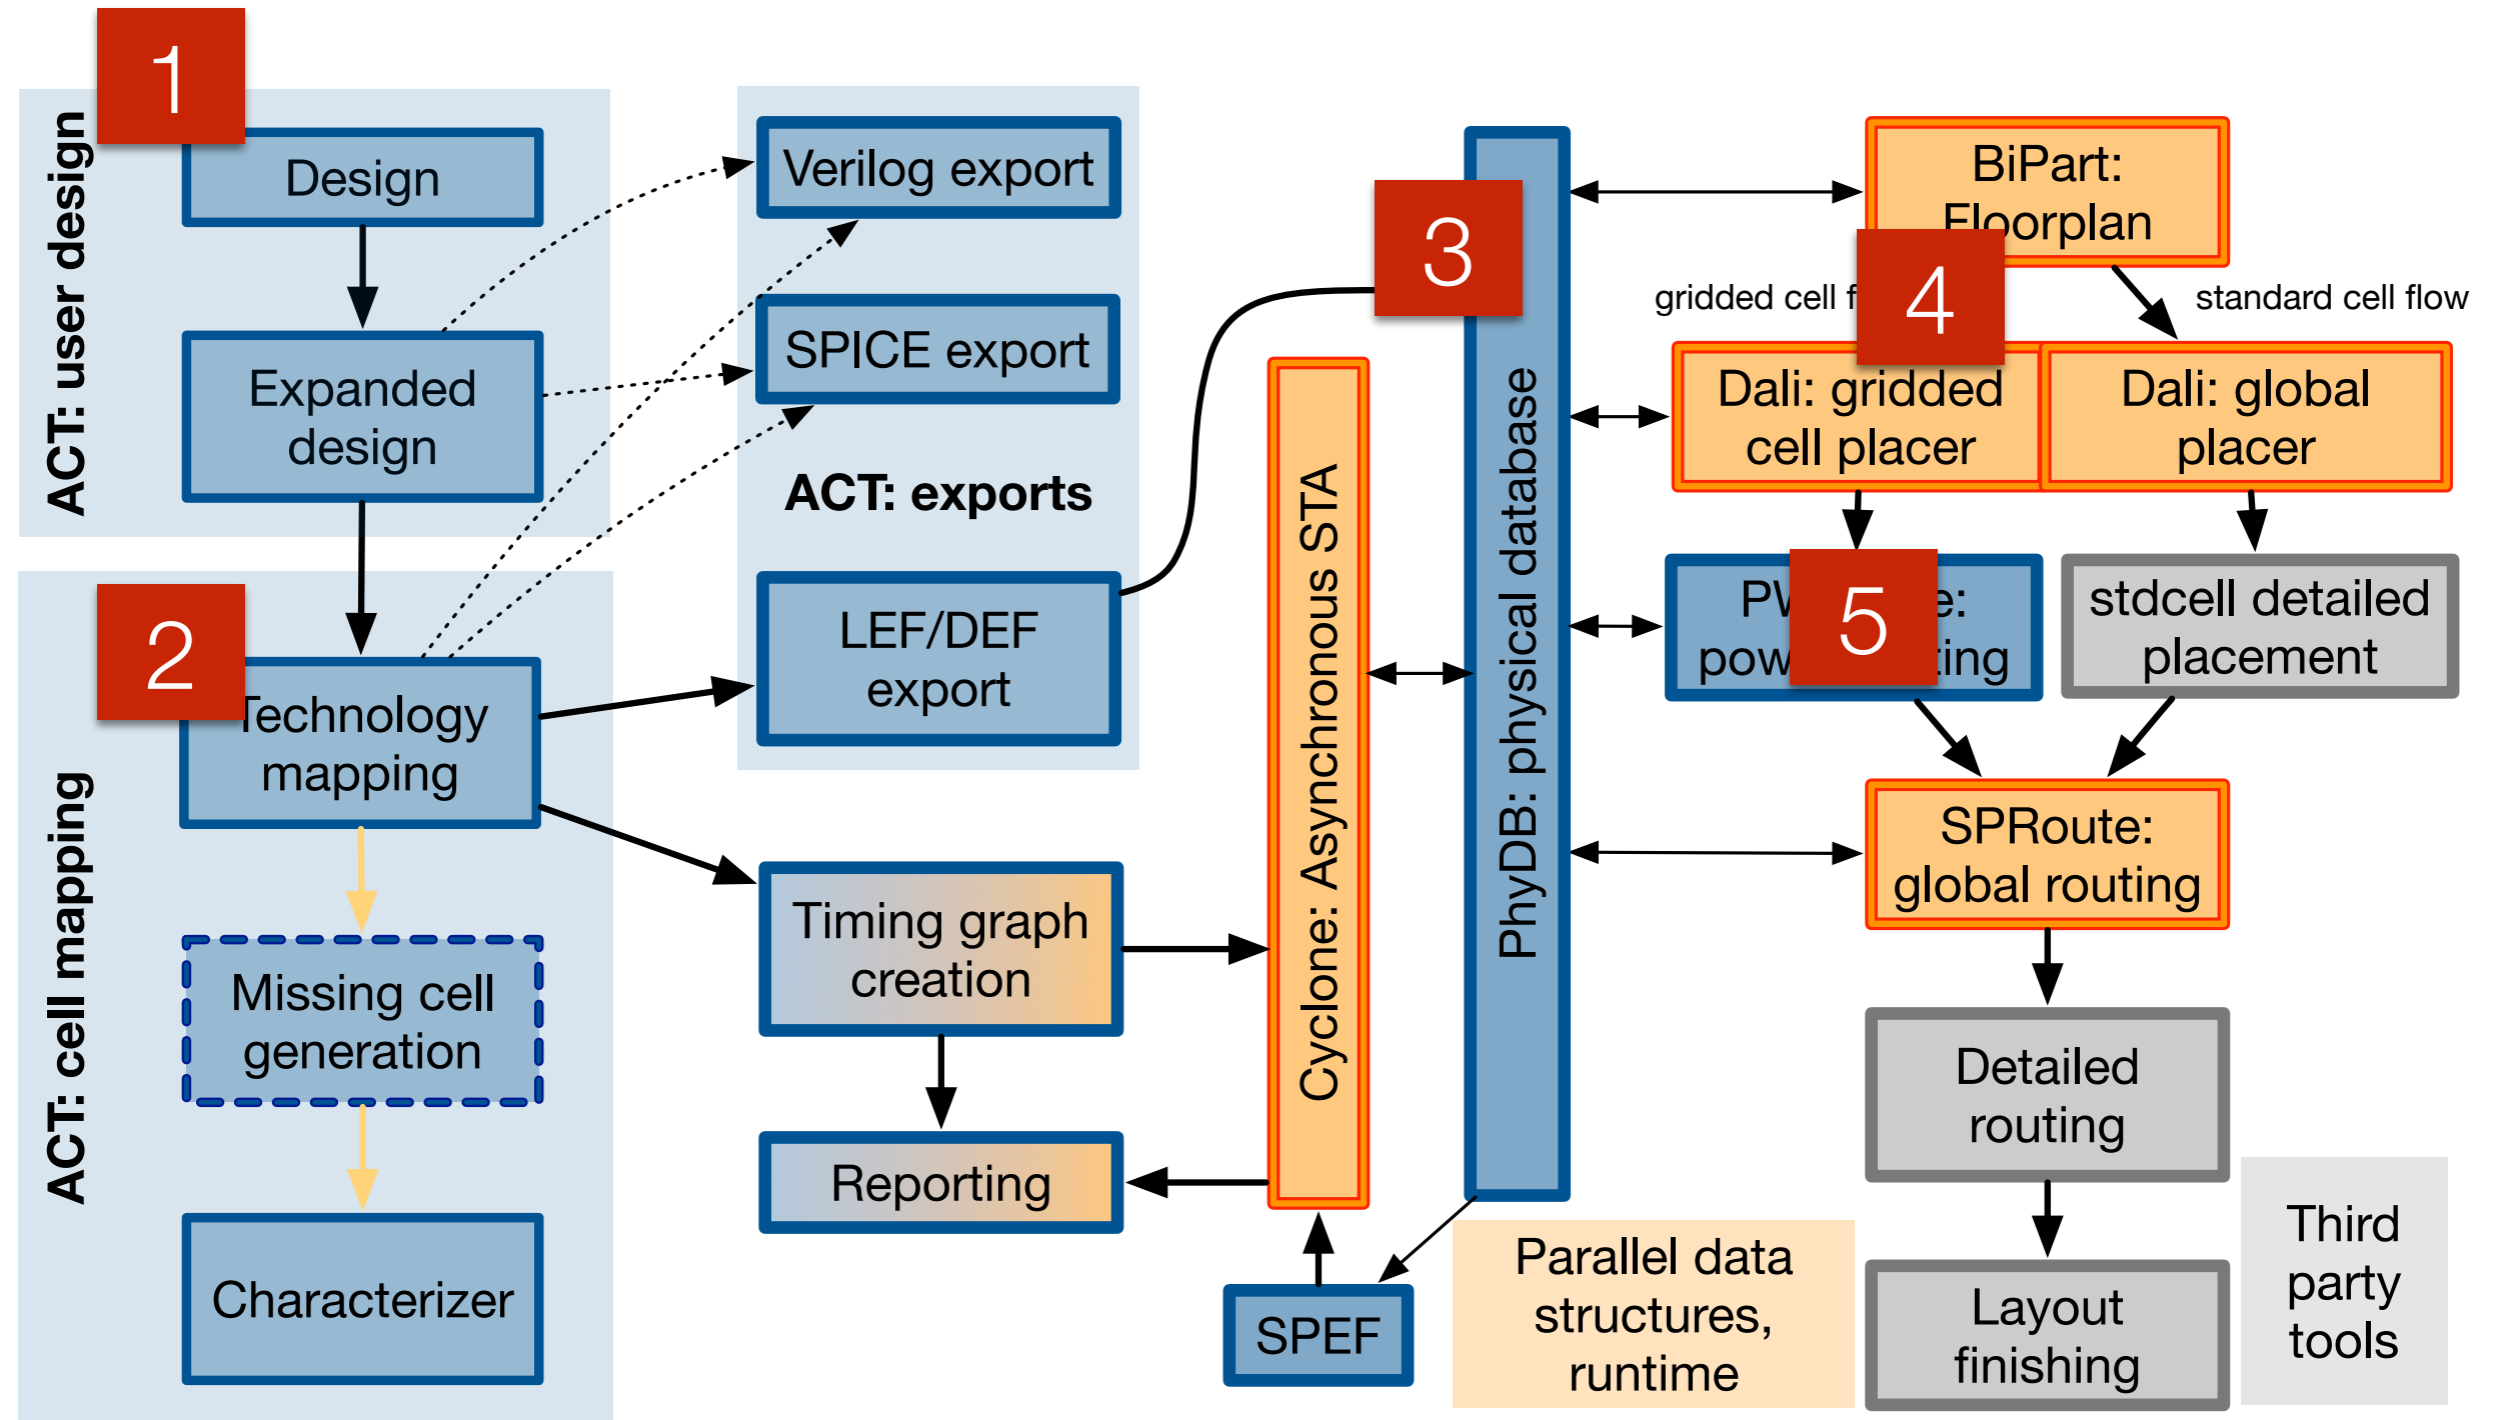 1
ACT: user design
Design
Expanded
design
2
ACT: cell mapping
Technology
mapping
Missing cell
generation
Characterizer
Verilog export
SPICE export
ACT: exports
LEF/DEF
export
Timing graph
creation
Reporting
Cyclone: Asynchronous STA
SPEF
3
PhyDB: physical database
Parallel data
structures,
runtime
BiPart:
Floorplan
gridded cell
4
standard cell flow
Dali: gridded
cell placer
Dali: global
placer
5
stdcell detailed
placement
SPRoute:
global routing
Detailed
routing
Layout
finishing
Third
party
tools